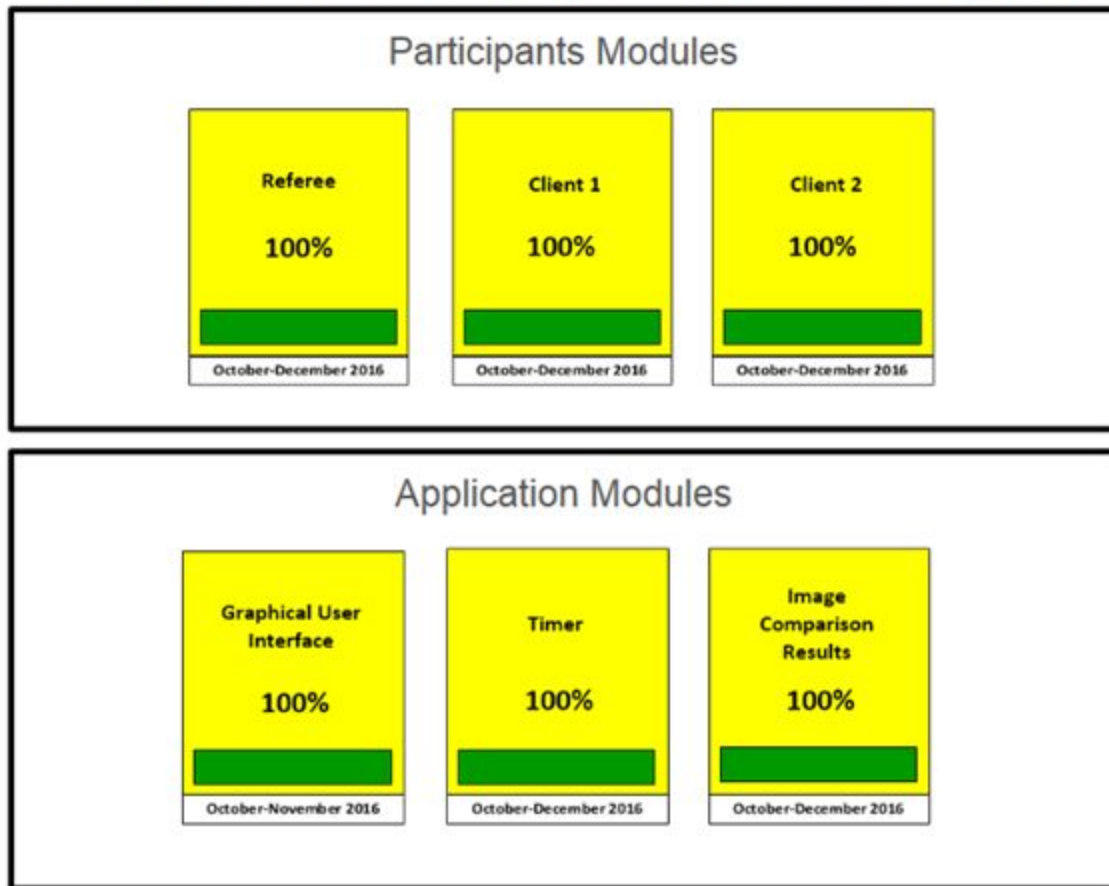 Participants Modules
Referee
100%
October-December 2016
Client 1
100%
October-December 2016
Client 2
100%
October-December 2016
Application Modules
Graphical User
Interface
100%
October-November 2016
Timer
100%
October-December 2016
Image
Comparison
Results
100%
October-December 2016